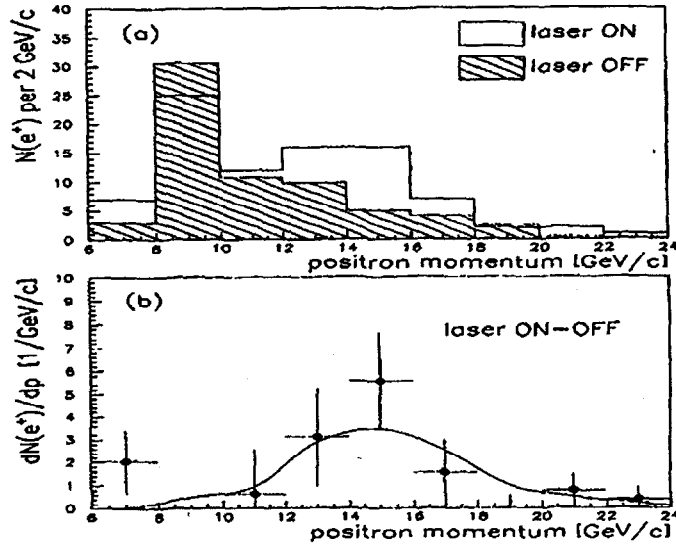 40
35
30
25
20
15
10
5
0
N(e+) per 2 GeV/c
(a)
laser ON
laser OFF
6 8 10 12 14 16 18 20 22 24
positron momentum [GeV/c]
10
9
8
7
6
5
4
3
2
1
0
dN(e+)/dp [1/GeV/c]
(b)
laser ON-OFF
6 8 10 12 14 16 18 20 22 24
positron momentum [GeV/c]